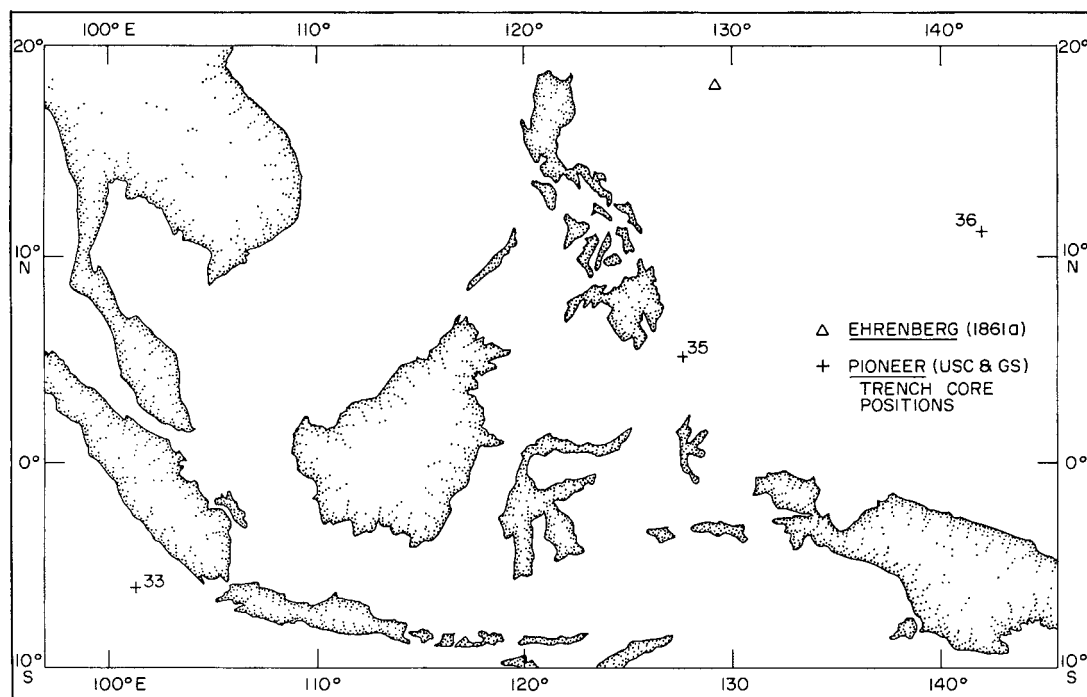 100° E 110° 120° 130° 140°
20° 20°
36
10° N 10° N
△ EHRENBERG (1861a)
35
+ PIONEER (USC & GS)
TRENCH CORE
POSITIONS
0° 0°
33
10° S 10° S
100° E 110° 120° 130° 140°